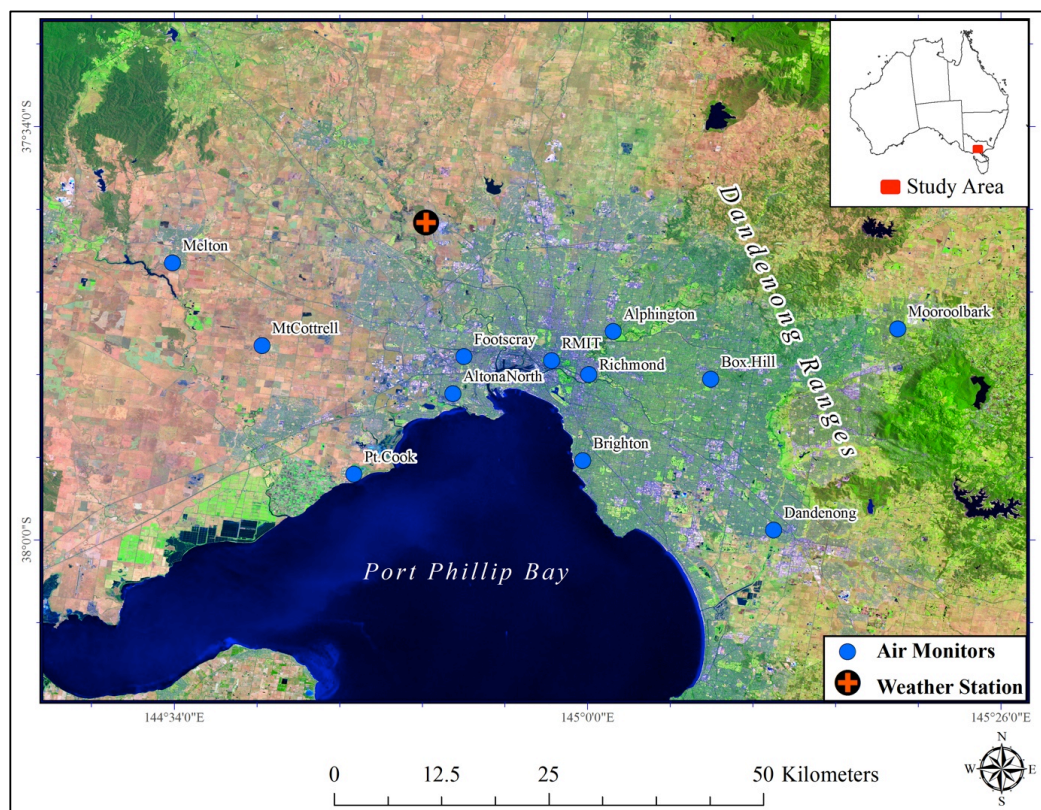 Study Area
37°34'0"S
Dandenong Ranges
Melton
MtCottrell
Footscray
RMIT
Alphington
Mooroolbark
AltonaNorth
Richmond
Box.Hill
Brighton
Pt.Cook
Dandenong
38°0'0"S
Port Phillip Bay
Air Monitors
Weather Station
144°34'0"E
145°0'0"E
145°26'0"E
N
W
E
S
0
12.5
25
50 Kilometers